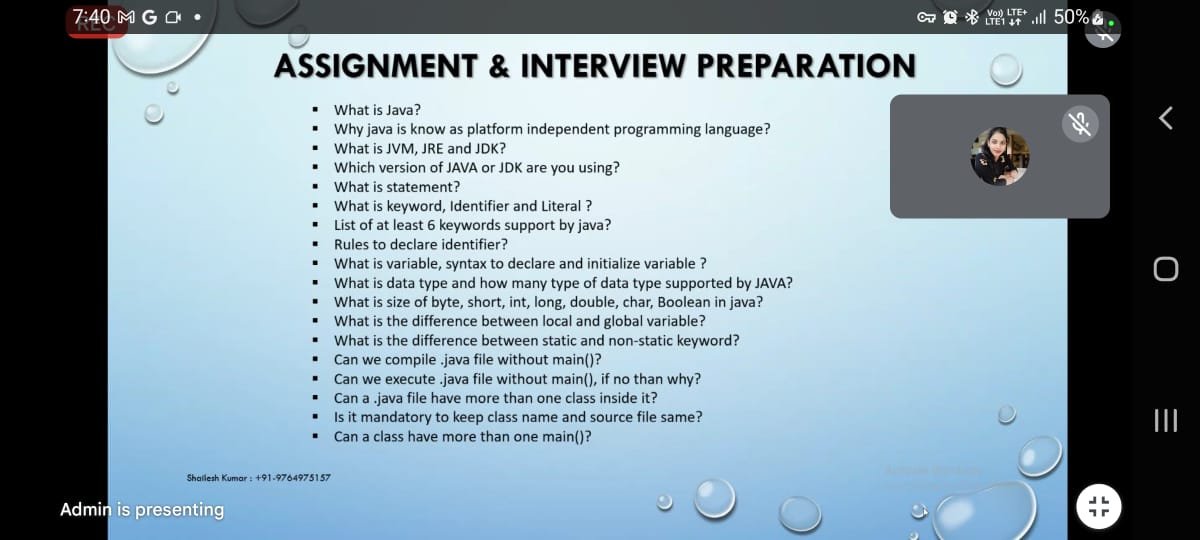 7:40 M G
Vo) LTE+
LTE1 ↓↑
50%
REC
ASSIGNMENT & INTERVIEW PREPARATION
▪ What is Java?
▪ Why java is know as platform independent programming language?
▪ What is JVM, JRE and JDK?
▪ Which version of JAVA or JDK are you using?
▪ What is statement?
▪ What is keyword, Identifier and Literal ?
▪ List of at least 6 keywords support by java?
▪ Rules to declare identifier?
▪ What is variable, syntax to declare and initialize variable ?
▪ What is data type and how many type of data type supported by JAVA?
▪ What is size of byte, short, int, long, double, char, Boolean in java?
▪ What is the difference between local and global variable?
▪ What is the difference between static and non-static keyword?
▪ Can we compile .java file without main()?
▪ Can we execute .java file without main(), if no than why?
▪ Can a .java file have more than one class inside it?
▪ Is it mandatory to keep class name and source file same?
▪ Can a class have more than one main()?
Shailesh Kumar : +91-9764975157
Admin is presenting